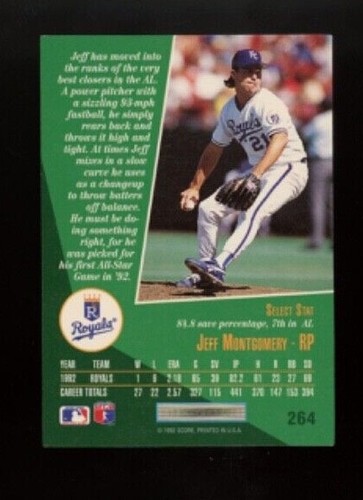 Jeff has moved into
the ranks of the very
best closers in the AL.
A power pitcher with
a sizzling 93-mph
fastball, he simply
rears back and
throws it high and
tight. At times Jeff
mixes in a slow
curve he uses
as a changeup
to throw batters
off balance.
He must be do-
ing something
right, for he
was picked for
his first All-Star
Game in '92.
Royals
21
R
Royals
SELECT STAT
84.8 save percentage, 7th in AL
JEFF MONTGOMERY - RP
YEAR TEAM W L ERA G SV IP H R BB SO
1992 ROYALS 1 6 2.18 65 39 82.2 61 23 27 69
CAREER TOTALS 27 22 2.57 327 115 441 370 147 153 394
264
© 1993 SCORE, PRINTED IN U.S.A.